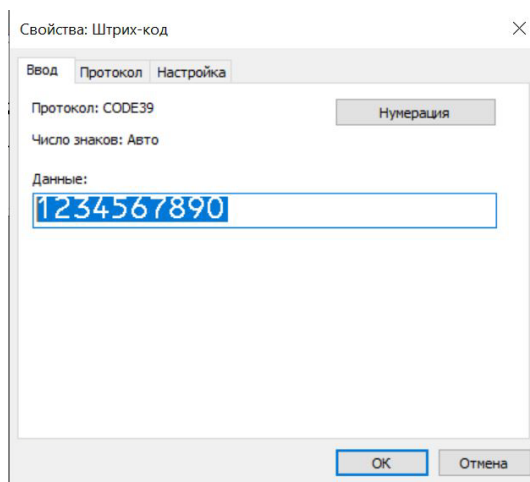 Свойства: Штрих-код
Ввод Протокол Настройка
Протокол: CODE39
Нумерация
Число знаков: Авто
Данные:
1234567890
OK Отмена